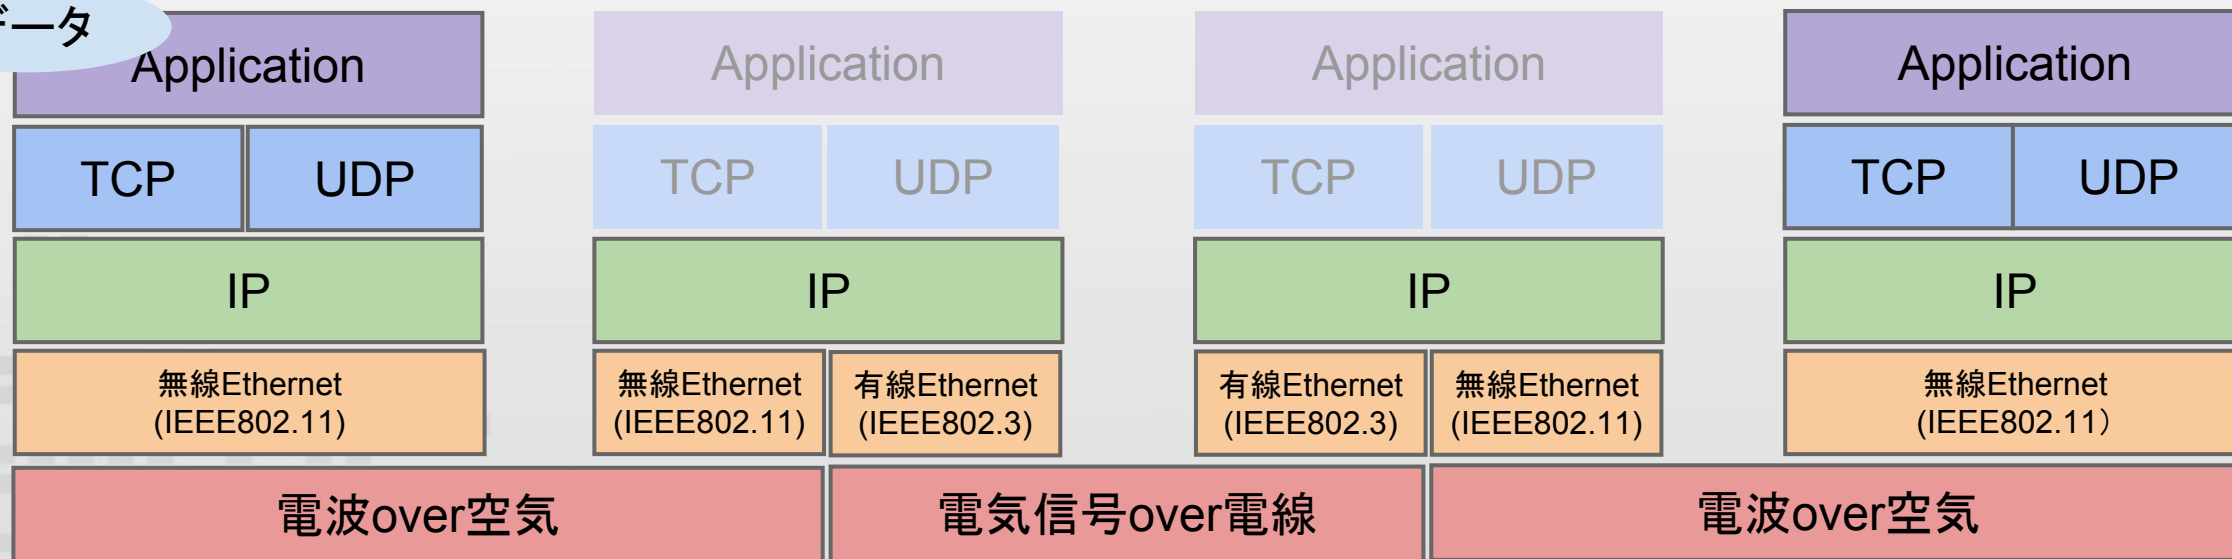 データ
Application
Application
Application
Application
TCP
UDP
TCP
UDP
TCP
UDP
TCP
UDP
IP
IP
IP
IP
無線Ethernet
(IEEE802.11)
無線Ethernet
(IEEE802.11)
有線Ethernet
(IEEE802.3)
有線Ethernet
(IEEE802.3)
無線Ethernet
(IEEE802.11)
無線Ethernet
(IEEE802.11）
電波over空気
電気信号over電線
電波over空気